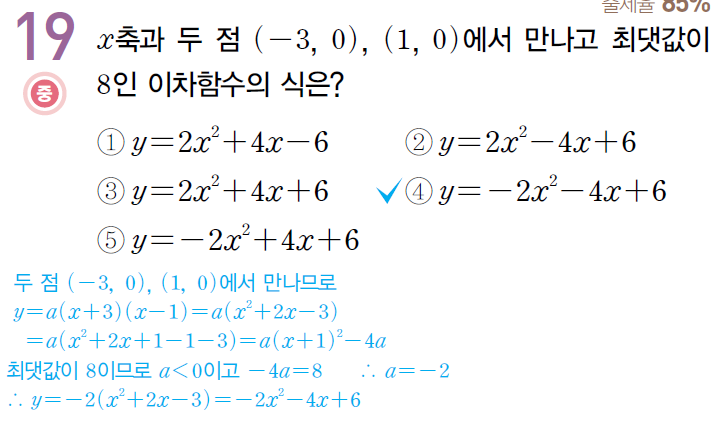 출제율 85%
19 x축과 두 점 (−3, 0), (1, 0)에서 만나고 최댓값이
중 8인 이차함수의 식은?
① y=2x²+4x−6 ② y=2x²−4x+6
③ y=2x²+4x+6 ④ y=−2x²−4x+6
⑤ y=−2x²+4x+6
두 점 (−3, 0), (1, 0)에서 만나므로
y=a(x+3)(x−1)=a(x²+2x−3)
=a(x²+2x+1−1−3)=a(x+1)²−4a
최댓값이 8이므로 a<0이고 −4a=8 ∴ a=−2
∴ y=−2(x²+2x−3)=−2x²−4x+6